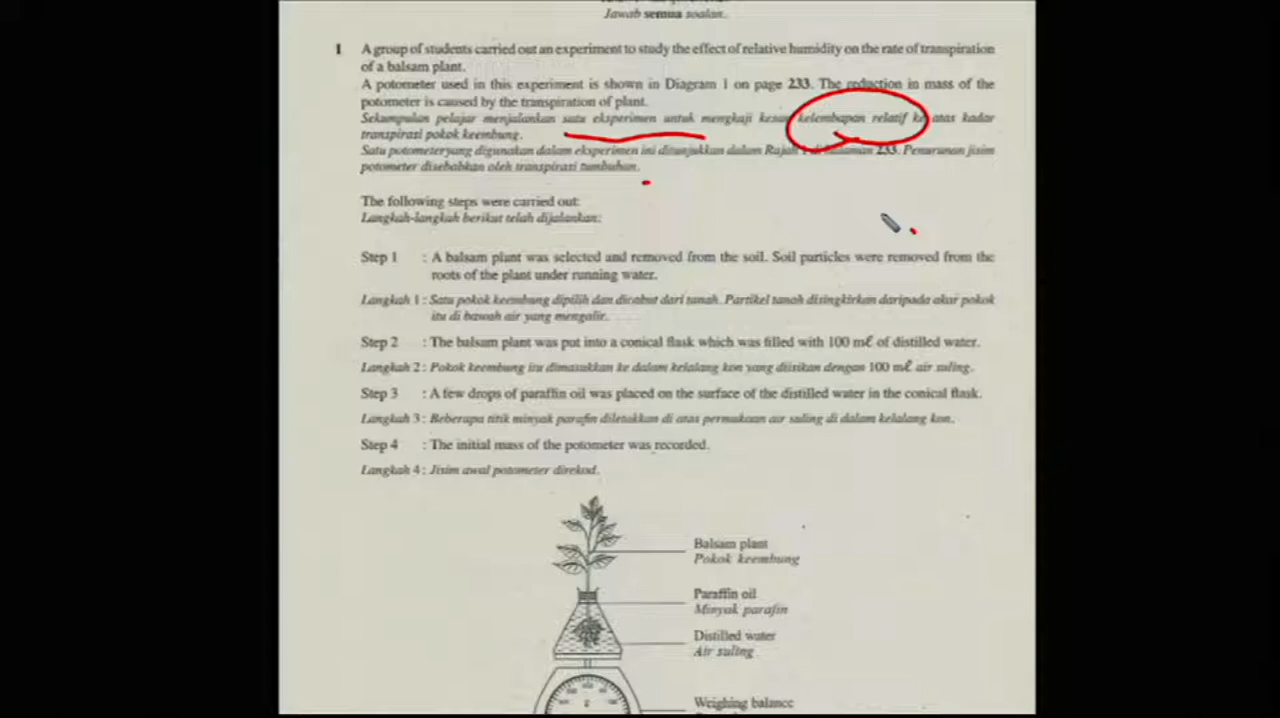 Jawab semua soalan.
1 A group of students carried out an experiment to study the effect of relative humidity on the rate of transpiration
of a balsam plant.
A potometer used in this experiment is shown in Diagram 1 on page 233. The reduction in mass of the
potometer is caused by the transpiration of plant.
Sekumpulan pelajar menjalankan satu eksperimen untuk mengkaji kesan kelembapan relatif ke atas kadar
transpirasi pokok keembung.
Satu potometer yang digunakan dalam eksperimen ini ditunjukkan dalam Rajah 1 di halaman 233. Penurunan jisim
potometer disebabkan oleh transpirasi tumbuhan.
The following steps were carried out:
Langkah-langkah berikut telah dijalankan:
Step 1 : A balsam plant was selected and removed from the soil. Soil particles were removed from the
roots of the plant under running water.
Langkah 1 : Satu pokok keembung dipilih dan dicabut dari tanah. Partikel tanah disingkirkan daripada akar pokok
itu di bawah air yang mengalir.
Step 2 : The balsam plant was put into a conical flask which was filled with 100 mℓ of distilled water.
Langkah 2 : Pokok keembung itu dimasukkan ke dalam kelalang kon yang diisikan dengan 100 mℓ air suling.
Step 3 : A few drops of paraffin oil was placed on the surface of the distilled water in the conical flask.
Langkah 3 : Beberapa titik minyak parafin diletakkan di atas permukaan air suling di dalam kelalang kon.
Step 4 : The initial mass of the potometer was recorded.
Langkah 4 : Jisim awal potometer direkod.
Balsam plant
Pokok keembung
Paraffin oil
Minyak parafin
Distilled water
Air suling
Weighing balance